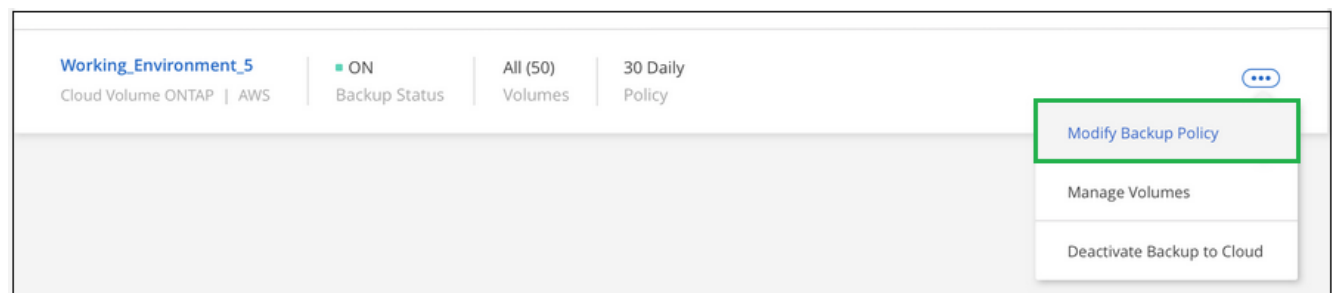 Working_Environment_5
Cloud Volume ONTAP | AWS
ON
Backup Status
All (50)
Volumes
30 Daily
Policy
Modify Backup Policy
Manage Volumes
Deactivate Backup to Cloud